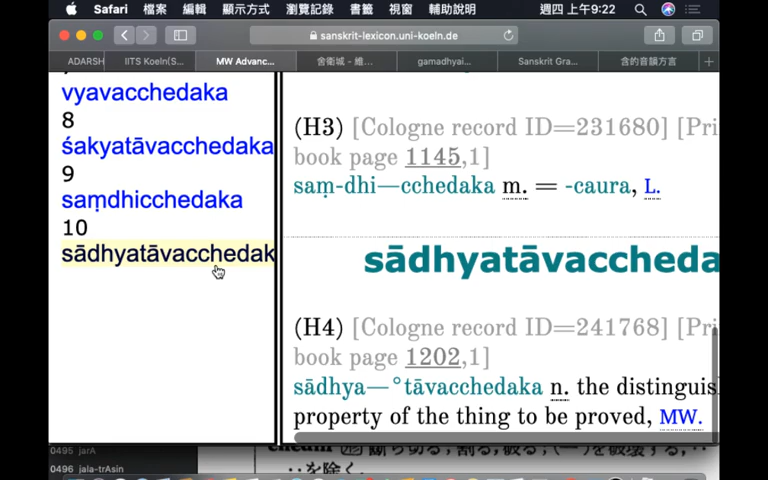 Safari 檔案 編輯 顯示方式 瀏覽記錄 書籤 視窗 輔助說明 週四 上午9:22
sanskrit-lexicon.uni-koeln.de
ADARSH IITS Koeln(S... MW Advanc... 舍衛城 - 維... gamadhyai... Sanskrit Gra... 含的音韻方言
vyavacchedaka
8
śakyatāvacchedaka
9
saṃdhicchedaka
10
sādhyatāvacchedak
(H3) [Cologne record ID=231680] [Pri
book page 1145,1]
saṃ-dhi—cchedaka m. = -caura, L.
sādhyatāvaccheda
(H4) [Cologne record ID=241768] [Pri
book page 1202,1]
sādhya—°tāvacchedaka n. the distinguis
property of the thing to be proved, MW.
0495 jarA
0496 jala-trAsin
を除く.